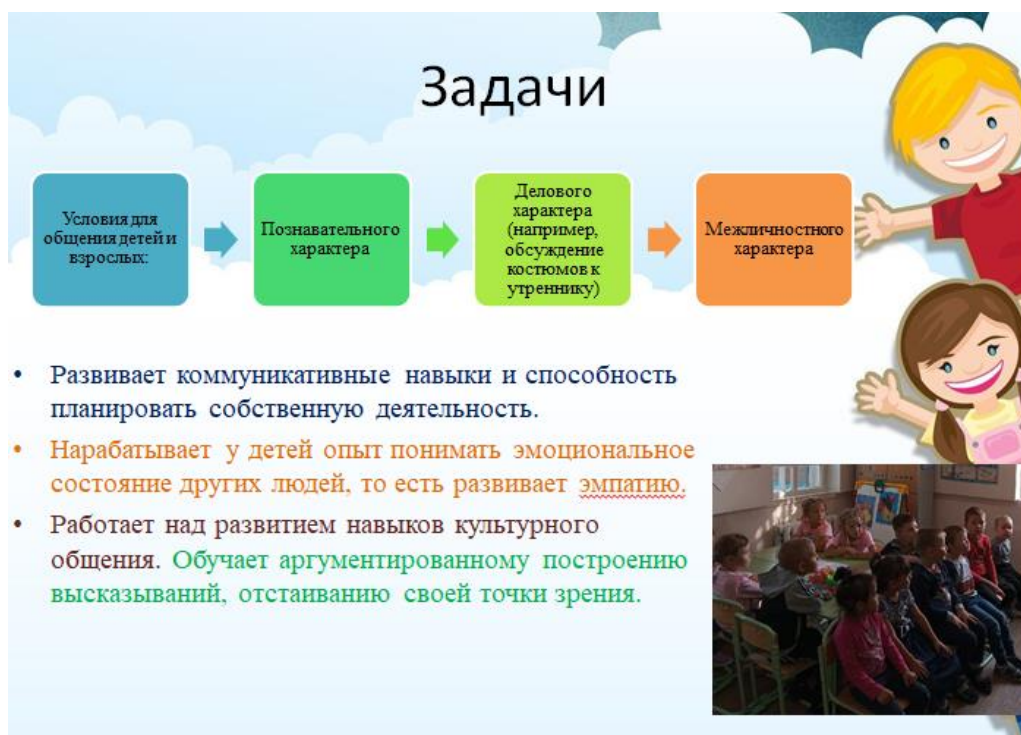 Задачи
Условия для
общения детей и
взрослых:
Познавательного
характера
Делового
характера
(например,
обсуждение
костюмов к
утреннику)
Межличностного
характера
• Развивает коммуникативные навыки и способность
планировать собственную деятельность.
• Нарабатывает у детей опыт понимать эмоциональное
состояние других людей, то есть развивает эмпатию.
• Работает над развитием навыков культурного
общения. Обучает аргументированному построению
высказываний, отстаиванию своей точки зрения.